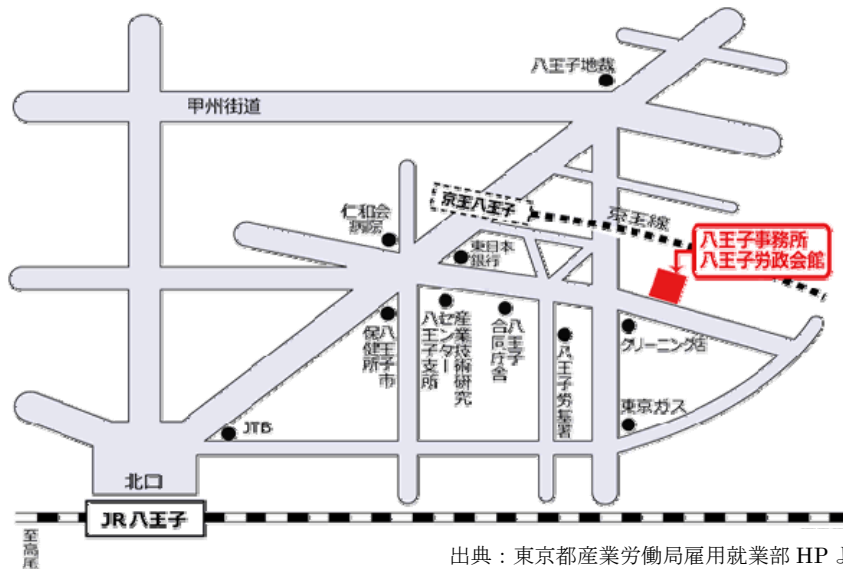 八王子地裁
甲州街道
京王八王子
京王線
仁和会
病院
東日本
銀行
八王子事務所
八王子労政会館
八王子市
保健所
産業技術研究
センター
八王子支所
八王子
合同庁舎
八王子労基署
クリーニング店
東京ガス
JTB
北口
JR八王子
至高尾
出典：東京都産業労働局雇用就業部 HP よ